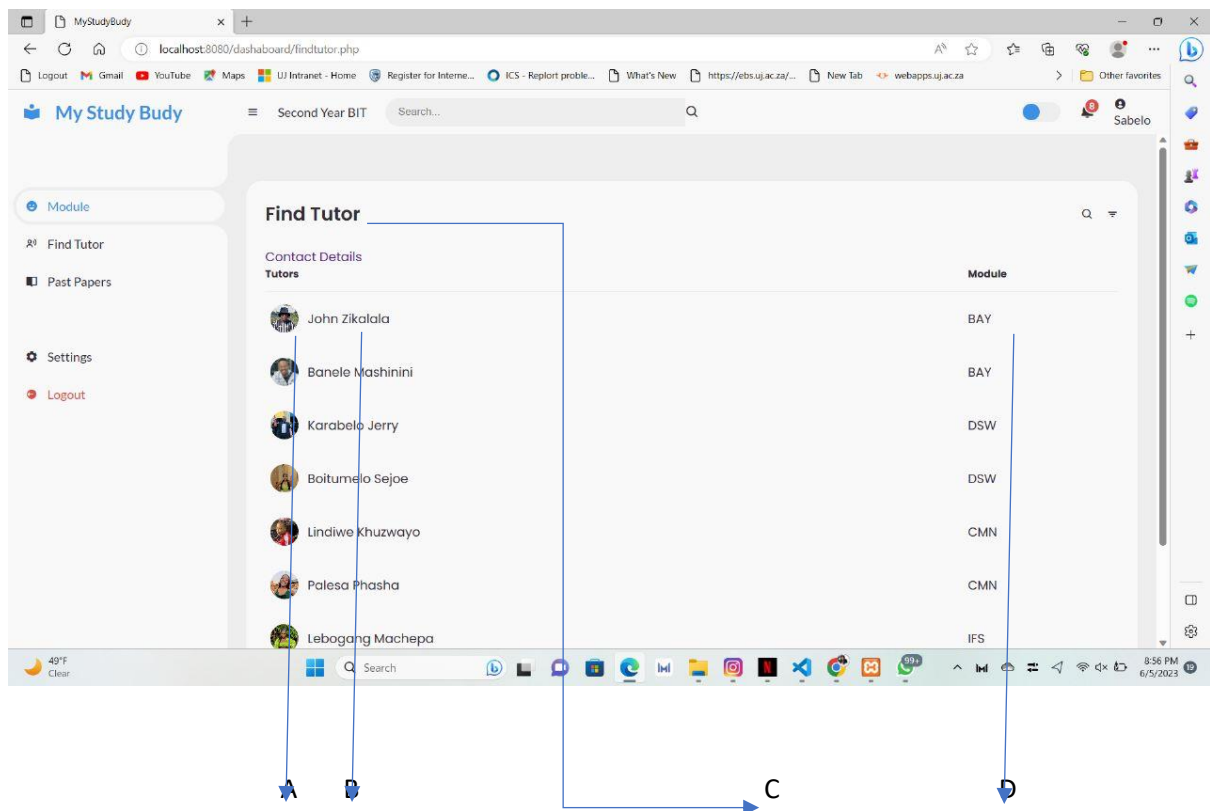 MyStudyBudy
localhost:8080/dashaboard/findtutor.php
Logout Gmail YouTube Maps UJ Intranet - Home Register for Interne... ICS - Replort proble... What's New https://ebs.uj.ac.za/... New Tab webapps.uj.ac.za Other favorites
My Study Budy Second Year BIT Search... 8 Sabelo
Module
Find Tutor
Past Papers
Settings
Logout
Find Tutor
Contact Details
Tutors Module
John Zikalala BAY
Banele Mashinini BAY
Karabelo Jerry DSW
Boitumelo Sejoe DSW
Lindiwe Khuzwayo CMN
Palesa Phasha CMN
Lebogang Machepa IFS
49°F
Clear
Search
99+
8:56 PM
6/5/2023
19
A B C D